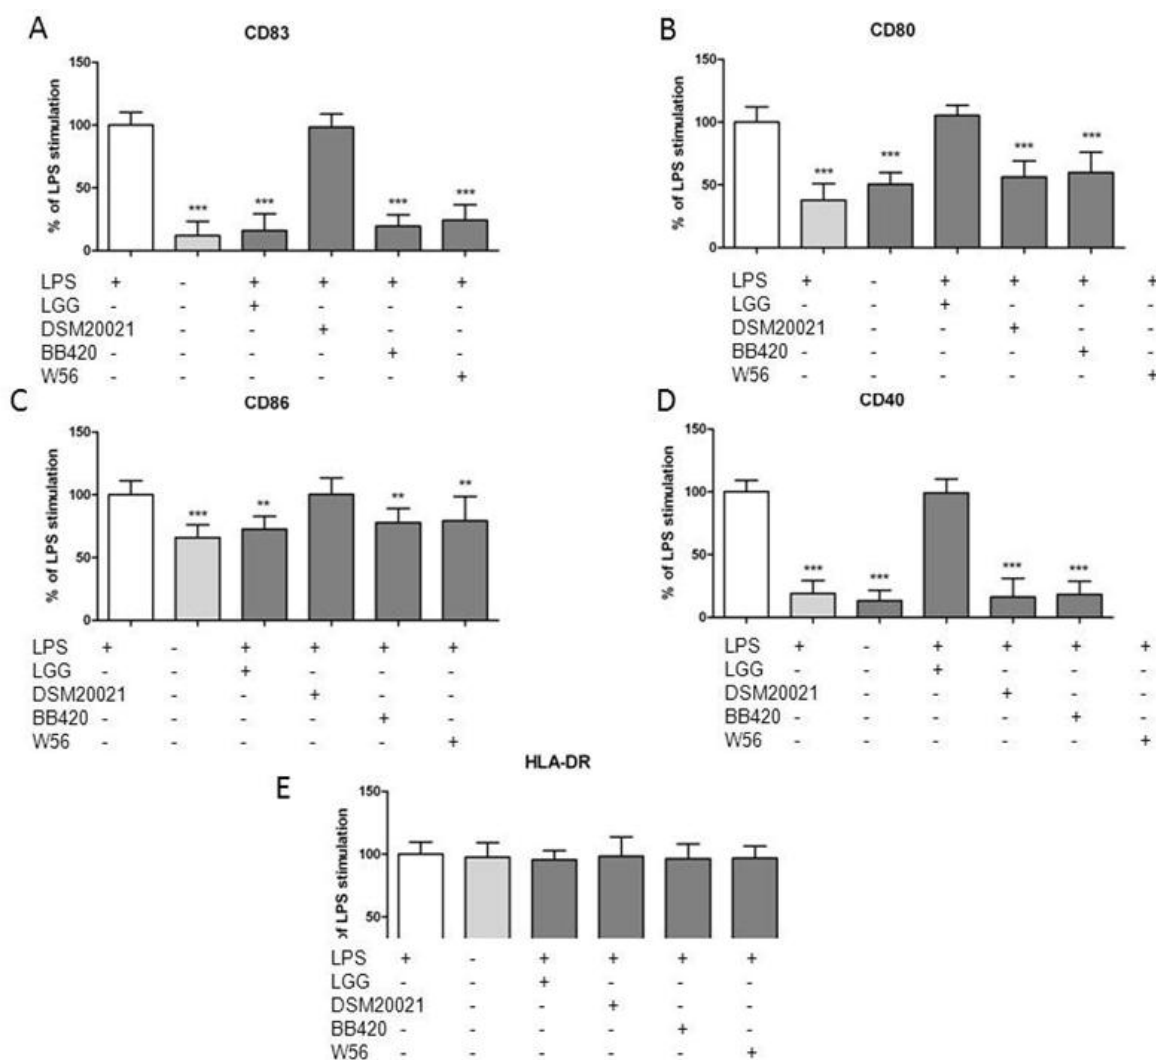 A
CD83
% of LPS stimulation
150
100
50
0
*** *** *** ***
LPS + - + + + +
LGG - - + - - -
DSM20021 - - - + - -
BB420 - - - - + -
W56 - - - - - +
B
CD80
% of LPS stimulation
150
100
50
0
*** *** *** ***
LPS + - + + + +
LGG - - + - - -
DSM20021 - - - + - -
BB420 - - - - + -
W56 - - - - - +
C
CD86
% of LPS stimulation
150
100
50
0
*** ** ** **
LPS + - + + + +
LGG - - + - - -
DSM20021 - - - + - -
BB420 - - - - + -
W56 - - - - - +
D
CD40
% of LPS stimulation
150
100
50
0
*** *** *** ***
LPS + - + + + +
LGG - - + - - -
DSM20021 - - - + - -
BB420 - - - - + -
W56 - - - - - +
E
HLA-DR
of LPS stimulation
150
100
50
LPS + - + + + +
LGG - - + - - -
DSM20021 - - - + - -
BB420 - - - - + -
W56 - - - - - +